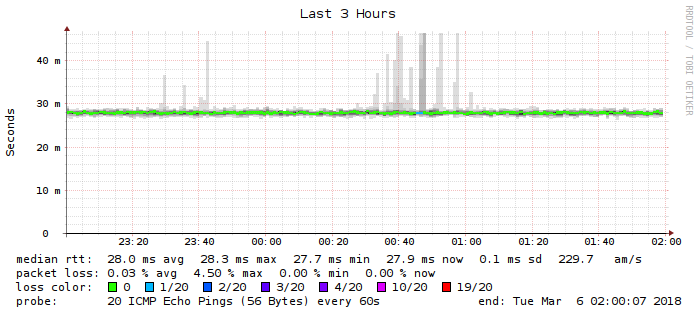 Last 3 Hours
RRDTOOL / TOBI OETIKER
Seconds
40 m
30 m
20 m
10 m
0
23:20 23:40 00:00 00:20 00:40 01:00 01:20 01:40 02:00
median rtt: 28.0 ms avg 28.3 ms max 27.7 ms min 27.9 ms now 0.1 ms sd 229.7 am/s
packet loss: 0.03 % avg 4.50 % max 0.00 % min 0.00 % now
loss color: 0 1/20 2/20 3/20 4/20 10/20 19/20
probe: 20 ICMP Echo Pings (56 Bytes) every 60s end: Tue Mar 6 02:00:07 2018